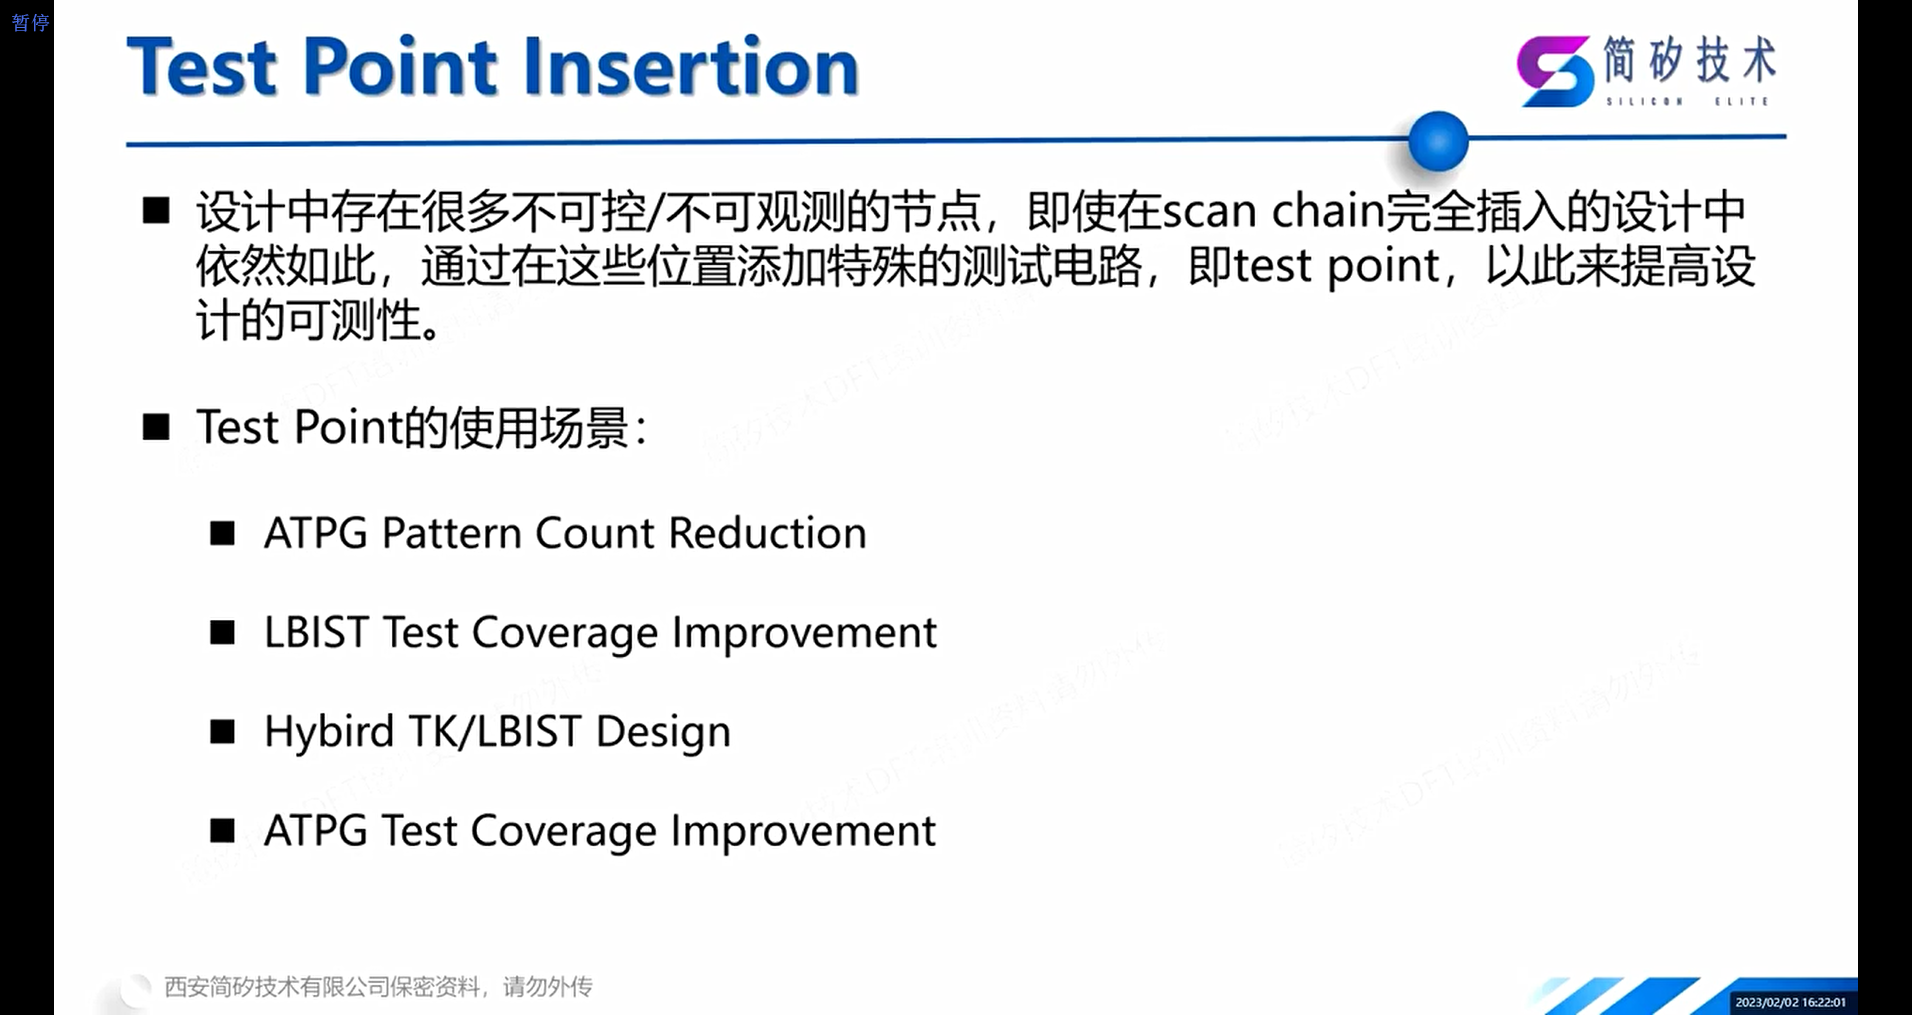 暂停
Test Point Insertion
简矽技术
SILICON ELITE
设计中存在很多不可控/不可观测的节点，即使在scan chain完全插入的设计中
依然如此，通过在这些位置添加特殊的测试电路，即test point，以此来提高设
计的可测性。
Test Point的使用场景：
ATPG Pattern Count Reduction
LBIST Test Coverage Improvement
Hybird TK/LBIST Design
ATPG Test Coverage Improvement
西安简矽技术有限公司保密资料，请勿外传
2023/02/02 16:22:01